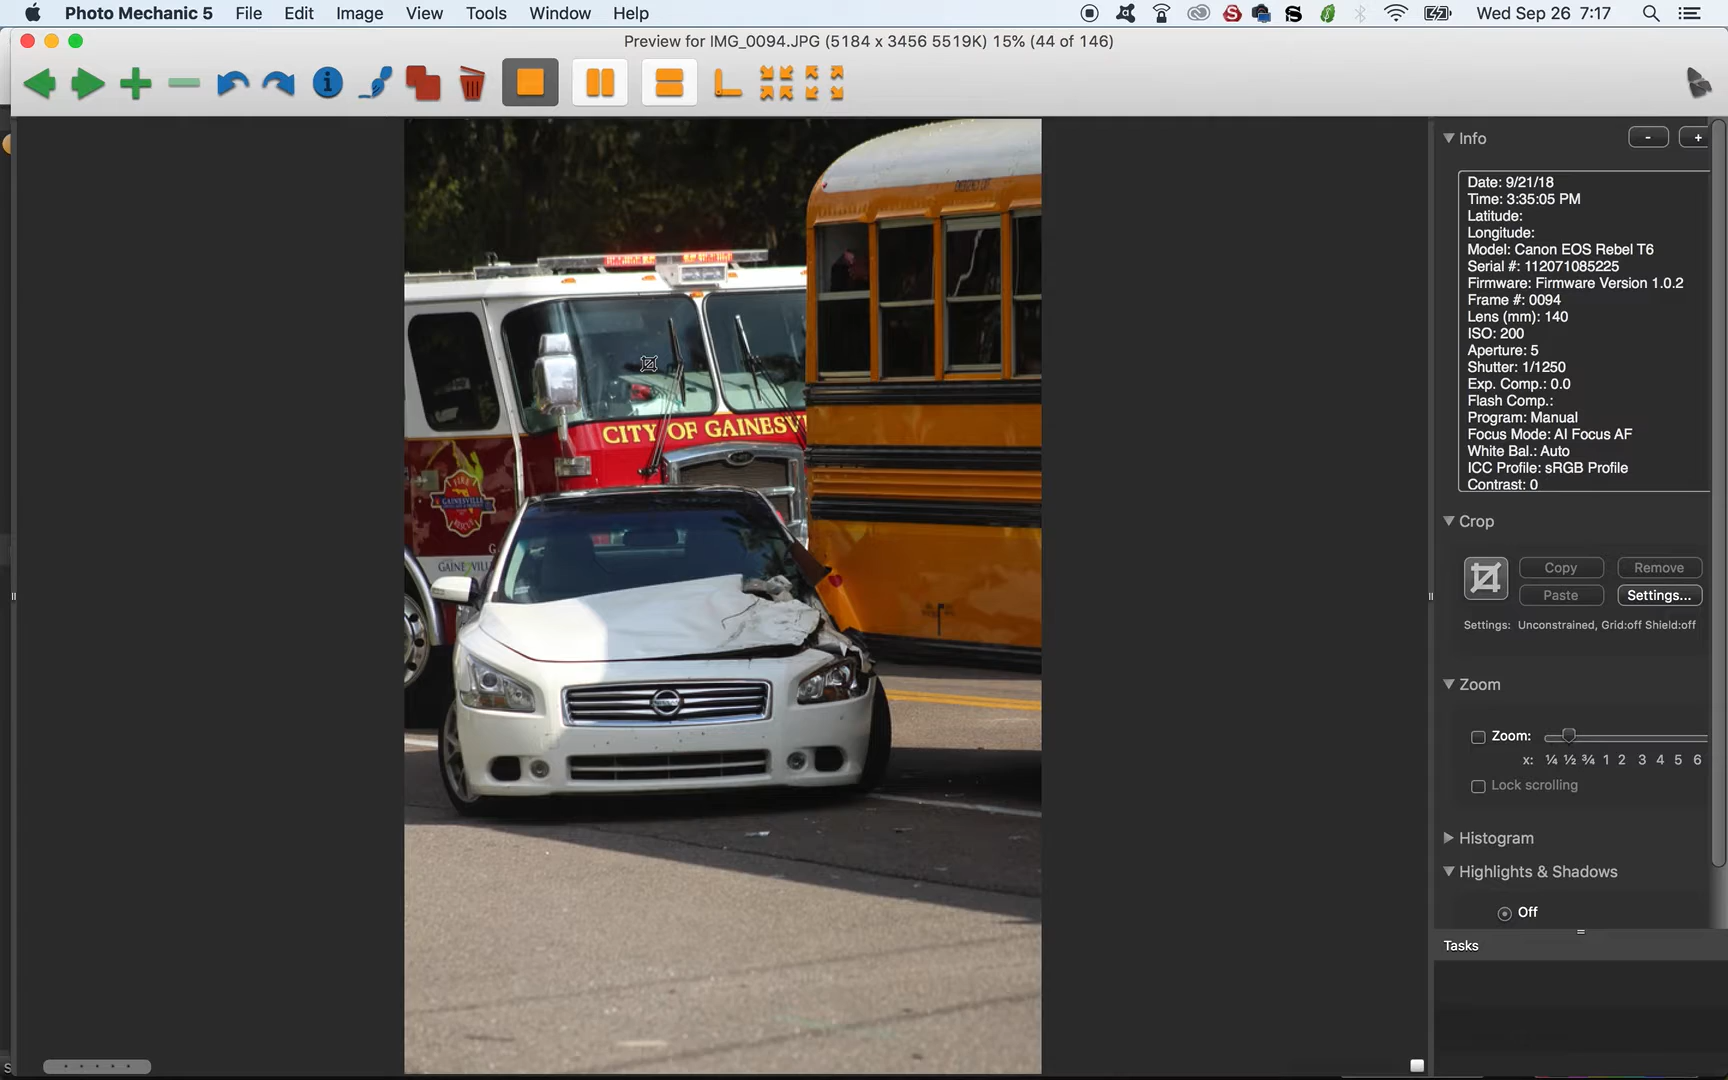 Photo Mechanic 5 File Edit Image View Tools Window Help Wed Sep 26 7:17
Preview for IMG_0094.JPG (5184 x 3456 5519K) 15% (44 of 146)
Info
-
+
Date: 9/21/18
Time: 3:35:05 PM
Latitude:
Longitude:
Model: Canon EOS Rebel T6
Serial #: 112071085225
Firmware: Firmware Version 1.0.2
Frame #: 0094
Lens (mm): 140
ISO: 200
Aperture: 5
Shutter: 1/1250
Exp. Comp.: 0.0
Flash Comp.:
Program: Manual
Focus Mode: AI Focus AF
White Bal.: Auto
ICC Profile: sRGB Profile
Contrast: 0
CITY OF GAINESV
GAINESVILLE
RESCUE
GAINESVILL
Crop
Copy Remove
Paste Settings...
Settings: Unconstrained, Grid:off Shield:off
Zoom
Zoom:
x: ¼ ½ ¾ 1 2 3 4 5 6
Lock scrolling
Histogram
Highlights & Shadows
Off
Tasks